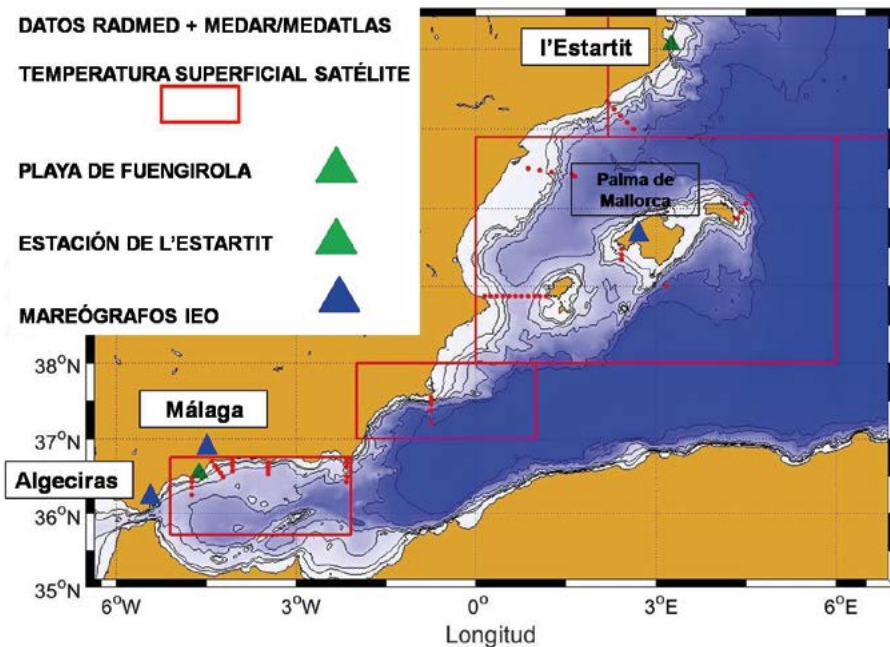 DATOS RADMED + MEDAR/MEDATLAS
TEMPERATURA SUPERFICIAL SATÉLITE
PLAYA DE FUENGIROLA
ESTACIÓN DE L'ESTARTIT
MAREÓGRAFOS IEO
l'Estartit
Palma de
Mallorca
Málaga
Algeciras
38°N
37°N
36°N
35°N
6°W
3°W
0°
3°E
6°E
Longitud